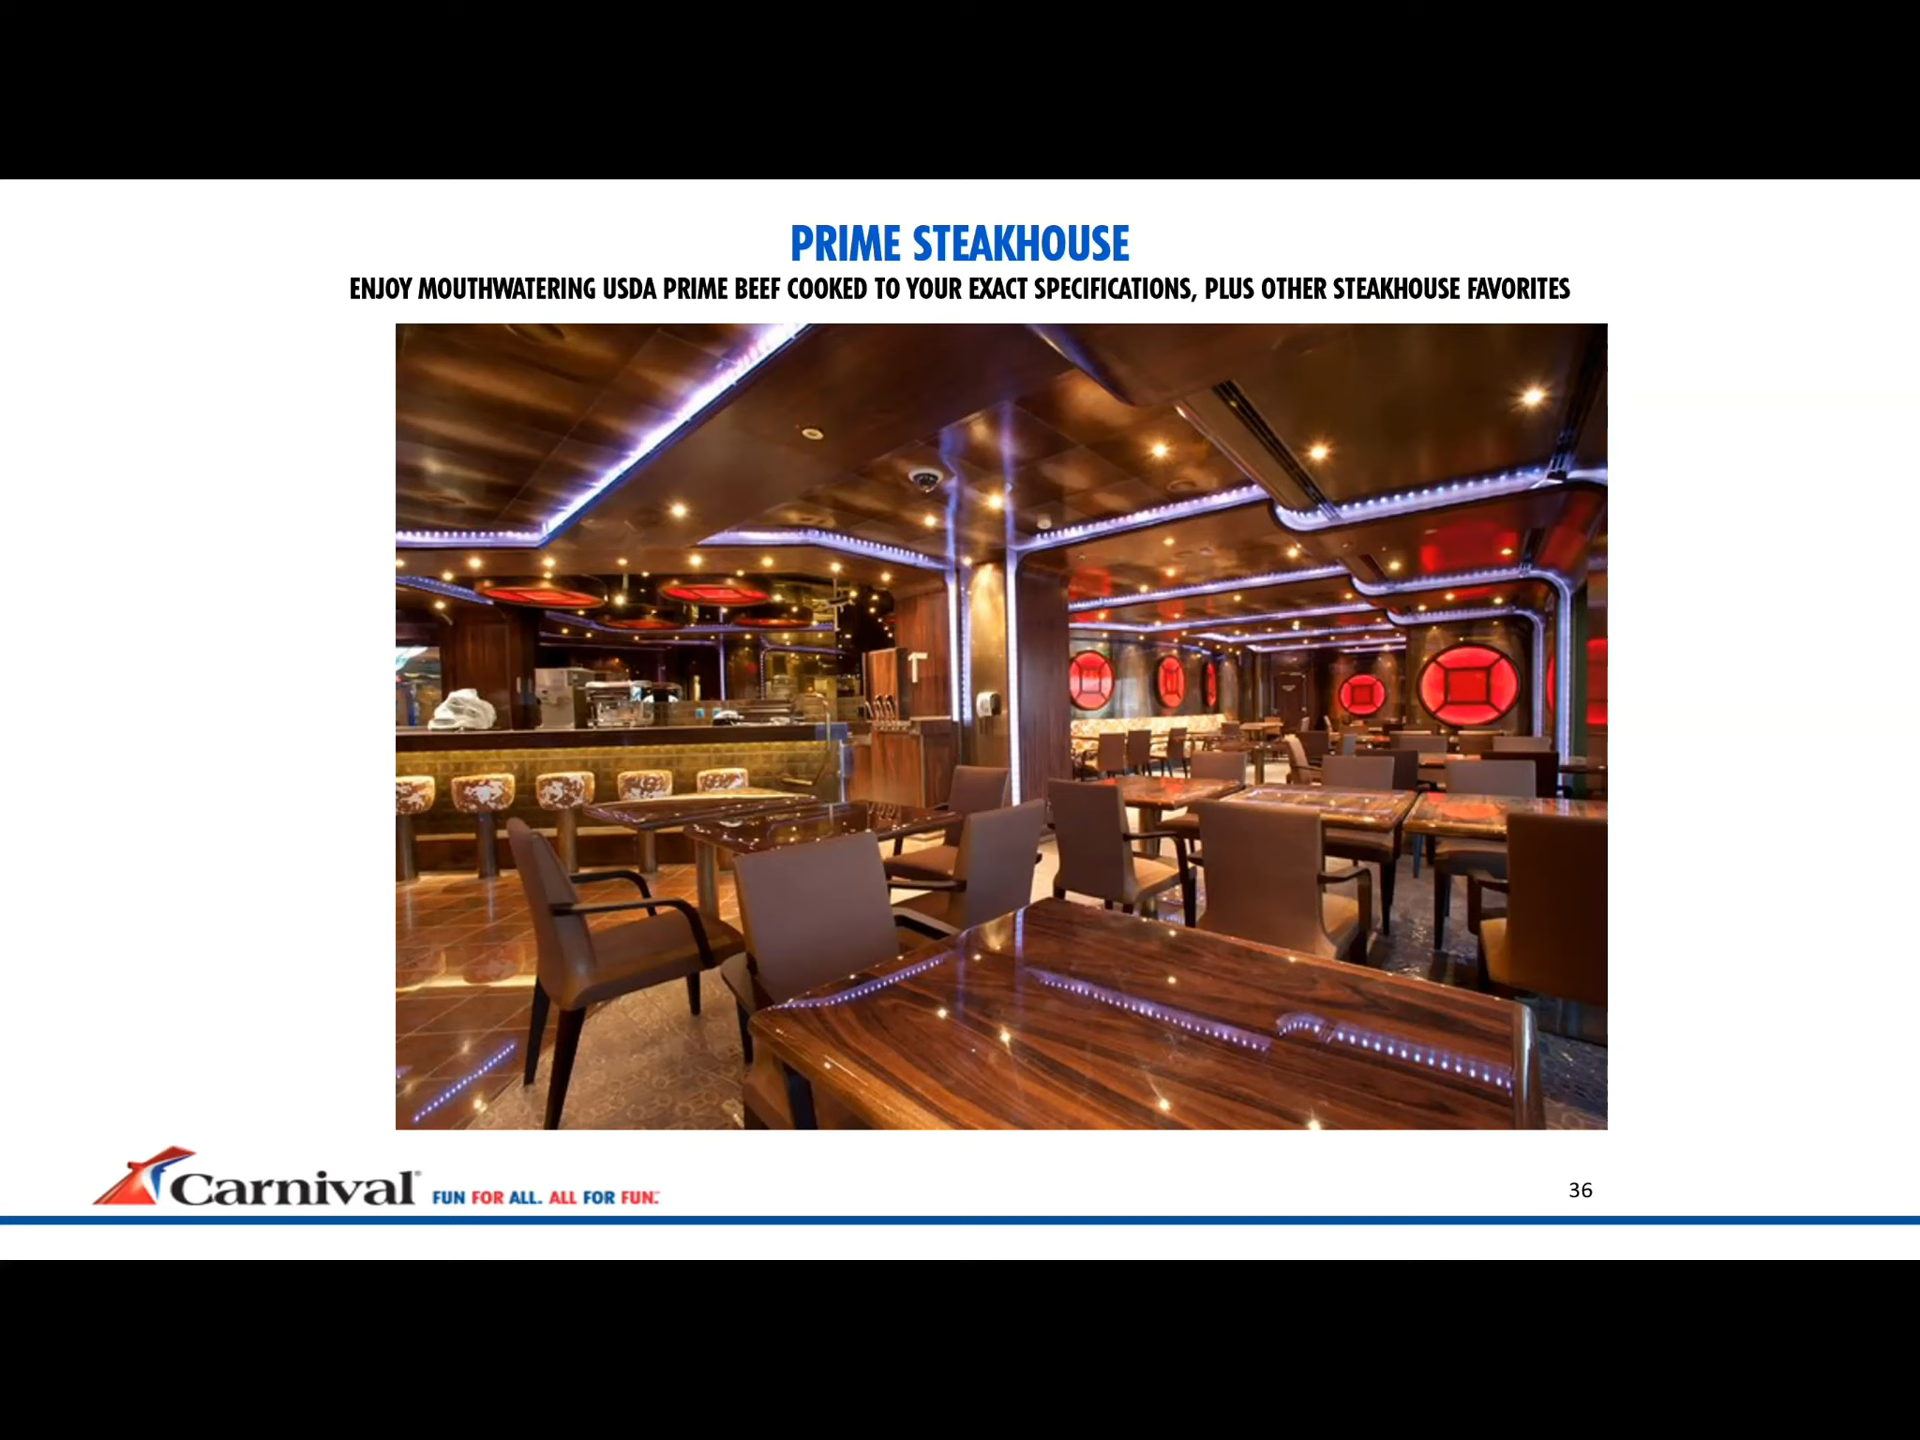 PRIME STEAKHOUSE
ENJOY MOUTHWATERING USDA PRIME BEEF COOKED TO YOUR EXACT SPECIFICATIONS, PLUS OTHER STEAKHOUSE FAVORITES
Carnival® FUN FOR ALL. ALL FOR FUN.™
36